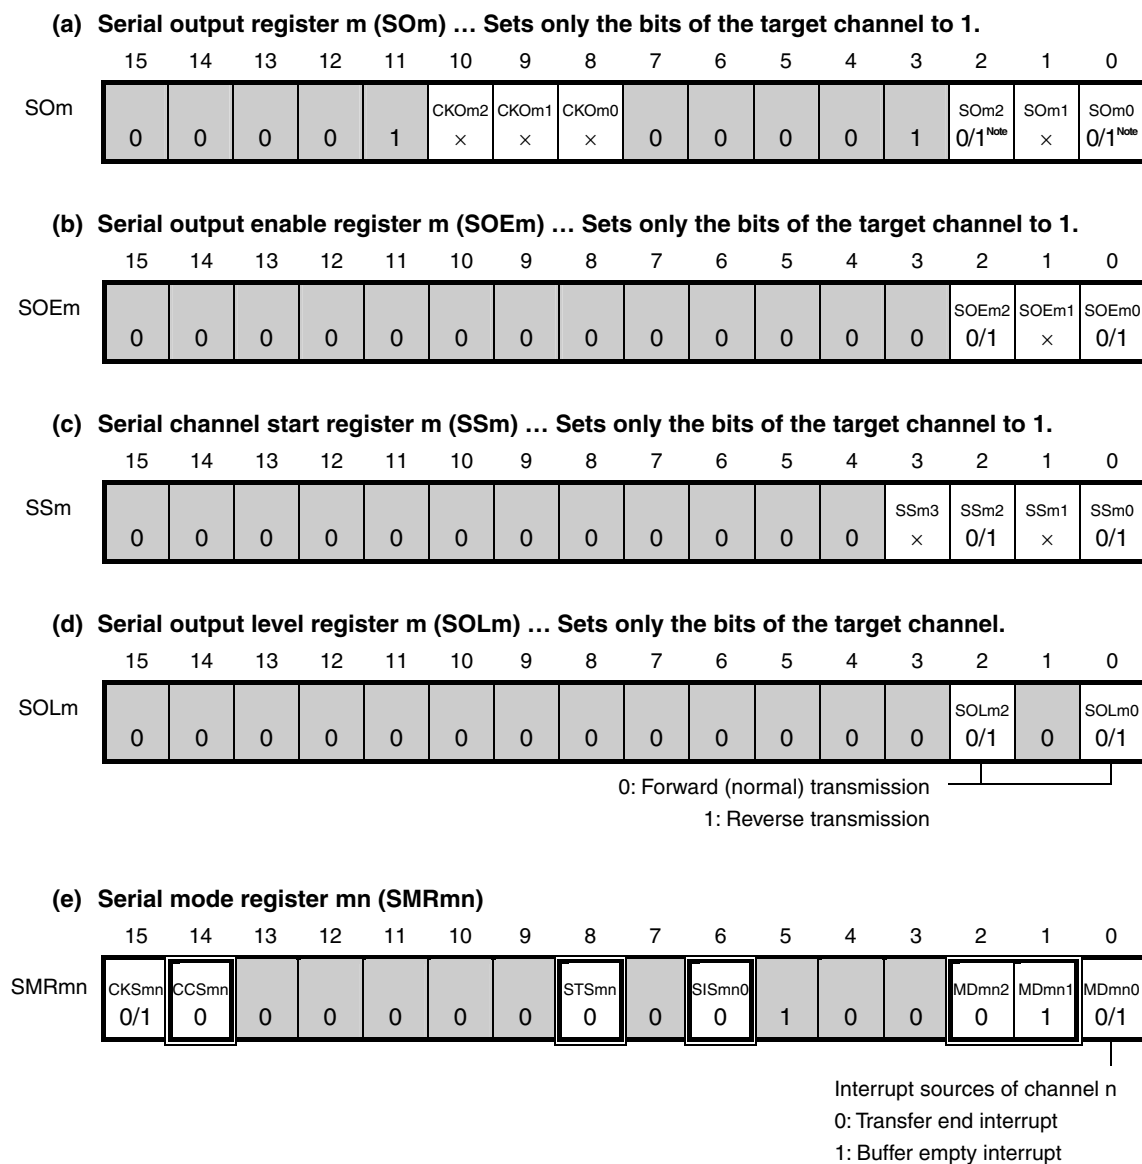 (a) Serial output register m (SOm) … Sets only the bits of the target channel to 1.
15 14 13 12 11 10 9 8 7 6 5 4 3 2 1 0
CKOm2 CKOm1 CKOm0 SOm2 SOm1 SOm0
SOm
0 0 0 0 1 × × × 0 0 0 0 1 0/1Note × 0/1Note
(b) Serial output enable register m (SOEm) … Sets only the bits of the target channel to 1.
15 14 13 12 11 10 9 8 7 6 5 4 3 2 1 0
SOEm SOEm2 SOEm1 SOEm0
0 0 0 0 0 0 0 0 0 0 0 0 0 0/1 × 0/1
(c) Serial channel start register m (SSm) … Sets only the bits of the target channel to 1.
15 14 13 12 11 10 9 8 7 6 5 4 3 2 1 0
SSm SSm3 SSm2 SSm1 SSm0
0 0 0 0 0 0 0 0 0 0 0 0 × 0/1 × 0/1
(d) Serial output level register m (SOLm) … Sets only the bits of the target channel.
15 14 13 12 11 10 9 8 7 6 5 4 3 2 1 0
SOLm SOLm2 SOLm0
0 0 0 0 0 0 0 0 0 0 0 0 0 0/1 0 0/1
0: Forward (normal) transmission
1: Reverse transmission
(e) Serial mode register mn (SMRmn)
15 14 13 12 11 10 9 8 7 6 5 4 3 2 1 0
SMRmn CKSmn CCSmn STSmn SISmn0 MDmn2 MDmn1 MDmn0
0/1 0 0 0 0 0 0 0 0 0 1 0 0 0 1 0/1
Interrupt sources of channel n
0: Transfer end interrupt
1: Buffer empty interrupt